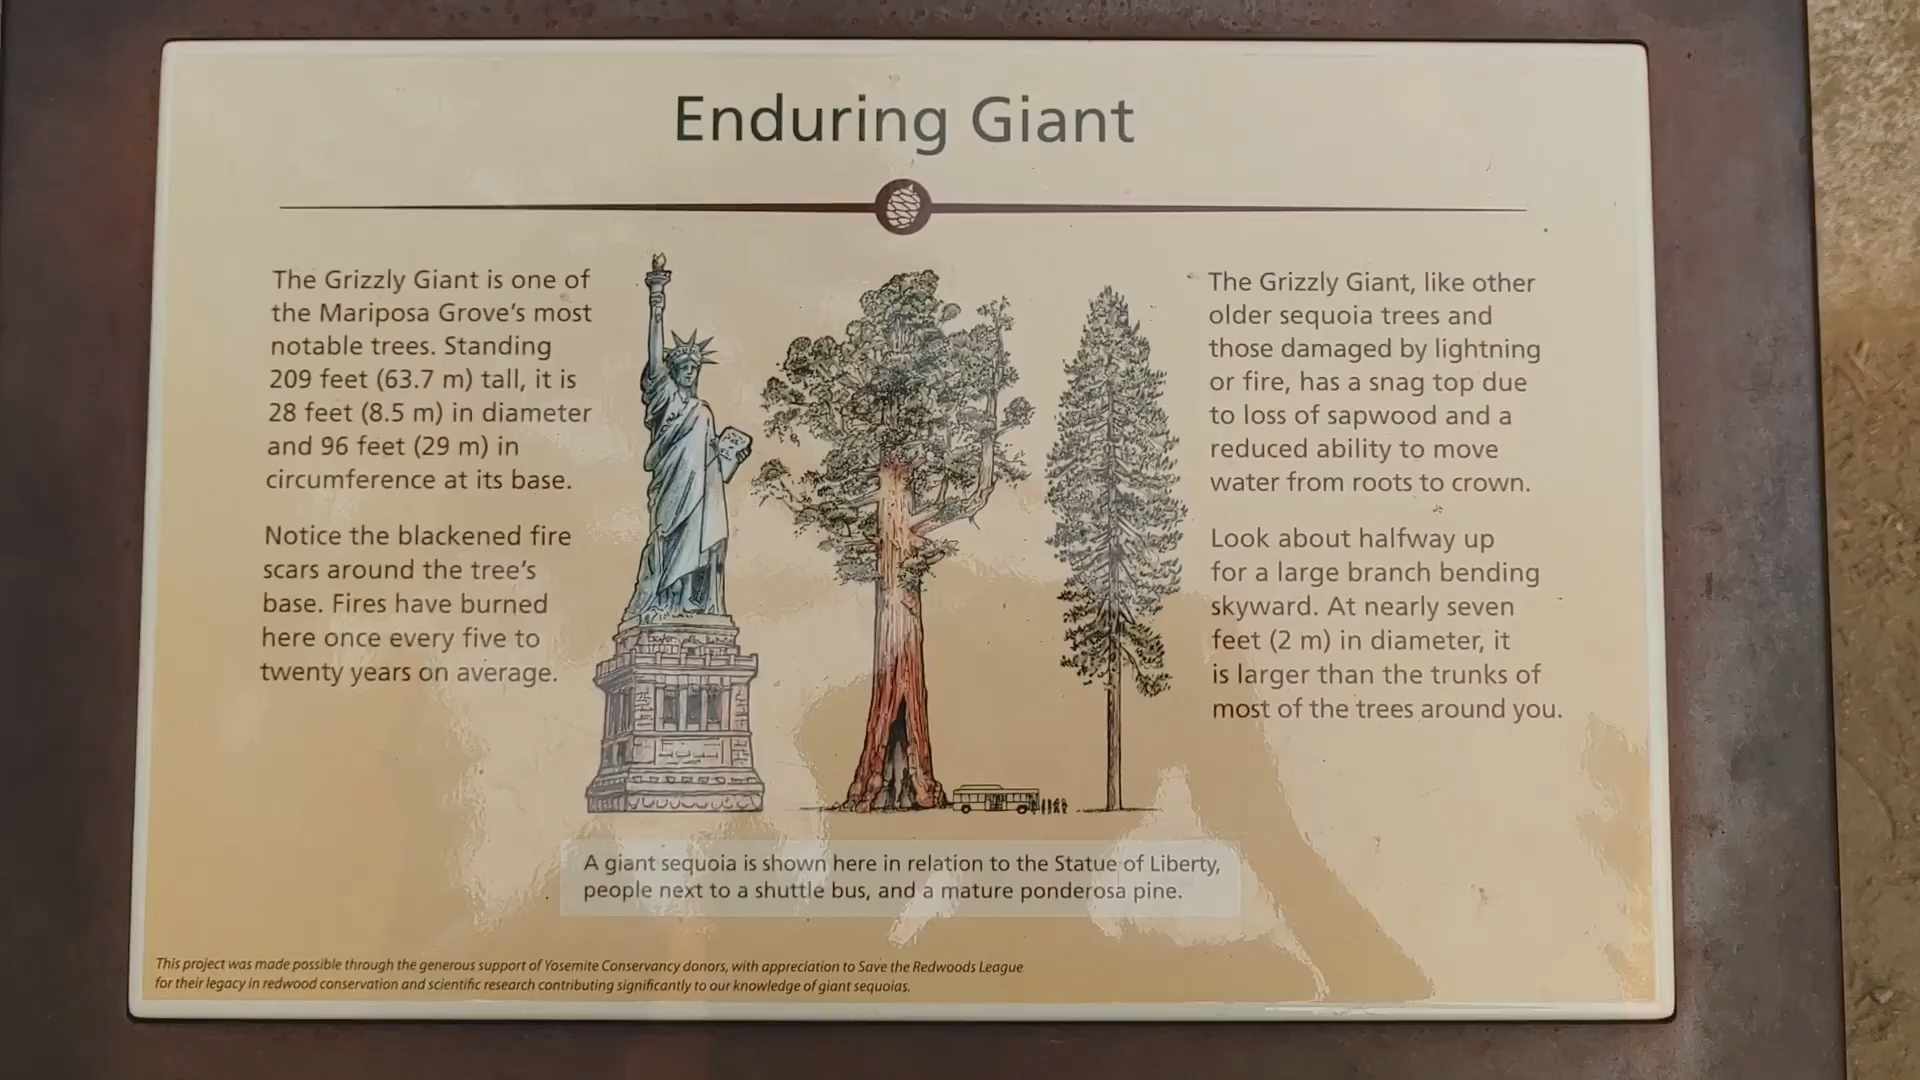 Enduring Giant
The Grizzly Giant is one of
the Mariposa Grove's most
notable trees. Standing
209 feet (63.7 m) tall, it is
28 feet (8.5 m) in diameter
and 96 feet (29 m) in
circumference at its base.
Notice the blackened fire
scars around the tree's
base. Fires have burned
here once every five to
twenty years on average.
The Grizzly Giant, like other
older sequoia trees and
those damaged by lightning
or fire, has a snag top due
to loss of sapwood and a
reduced ability to move
water from roots to crown.
Look about halfway up
for a large branch bending
skyward. At nearly seven
feet (2 m) in diameter, it
is larger than the trunks of
most of the trees around you.
A giant sequoia is shown here in relation to the Statue of Liberty,
people next to a shuttle bus, and a mature ponderosa pine.
This project was made possible through the generous support of Yosemite Conservancy donors, with appreciation to Save the Redwoods League
for their legacy in redwood conservation and scientific research contributing significantly to our knowledge of giant sequoias.